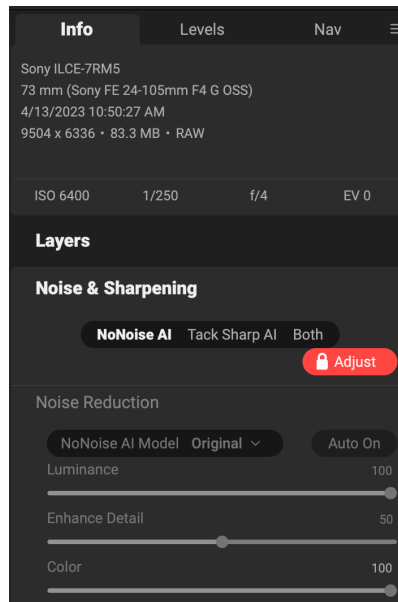 Info Levels Nav
Sony ILCE-7RM5
73 mm (Sony FE 24-105mm F4 G OSS)
4/13/2023 10:50:27 AM
9504 x 6336 • 83.3 MB • RAW
ISO 6400 1/250 f/4 EV 0
Layers
Noise & Sharpening
NoNoise AI Tack Sharp AI Both
Adjust
Noise Reduction
NoNoise AI Model Original Auto On
Luminance 100
Enhance Detail 50
Color 100